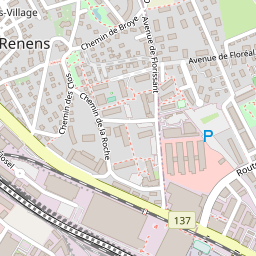 s-Village
Renens
Chemin de Broye
Avenue de Florissant
Avenue de Floréal
Chemin des Clos
Chemin de la Roche
P
Route
137